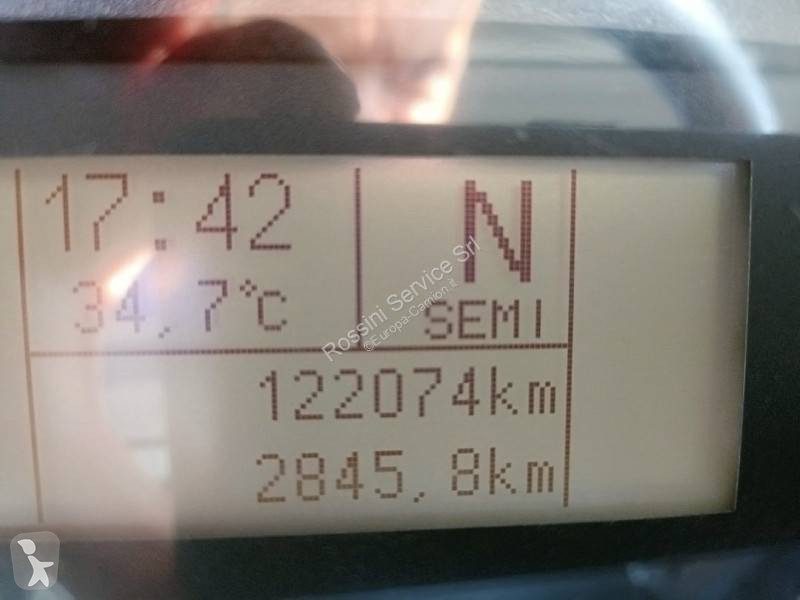 17:42
N
34,7°C
SEMI
122074km
2845,8km
Rossini Service Srl
©Europa-Camion.it